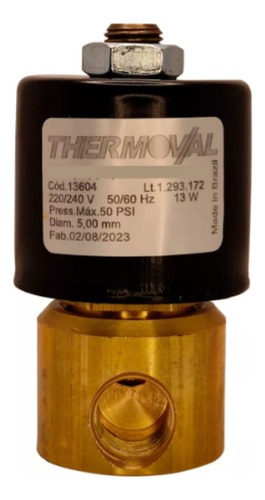 THERMOVAL
Cód.13604 Lt.1.293.172
220/240 V 50/60 Hz 13 W
Press.Máx.50 PSI
Diam. 5,00 mm
Fab.02/08/2023
Made in Brazil